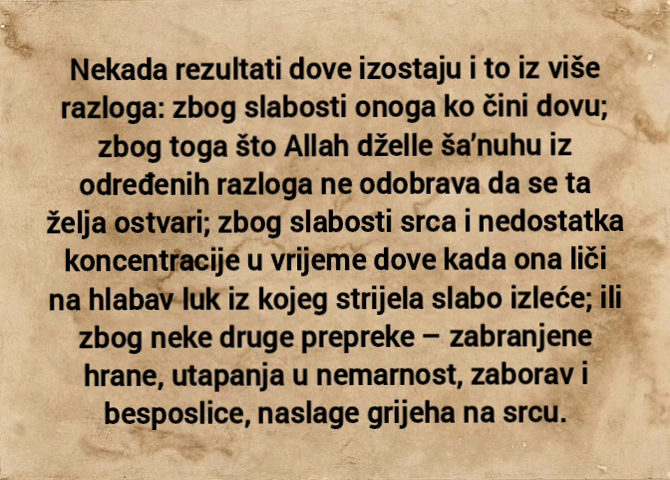 Nekada rezultati dove izostaju i to iz više
razloga: zbog slabosti onoga ko čini dovu;
zbog toga što Allah dželle ša’nuhu iz
određenih razloga ne odobrava da se ta
želja ostvari; zbog slabosti srca i nedostatka
koncentracije u vrijeme dove kada ona liči
na hlabav luk iz kojeg strijela slabo izleće; ili
zbog neke druge prepreke – zabranjene
hrane, utapanja u nemarnost, zaborav i
besposlice, naslage grijeha na srcu.